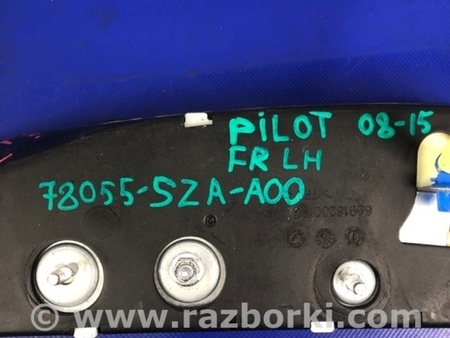 PiLOT 08-15
FR LH
78055-SZA-A00
www.razborki.com